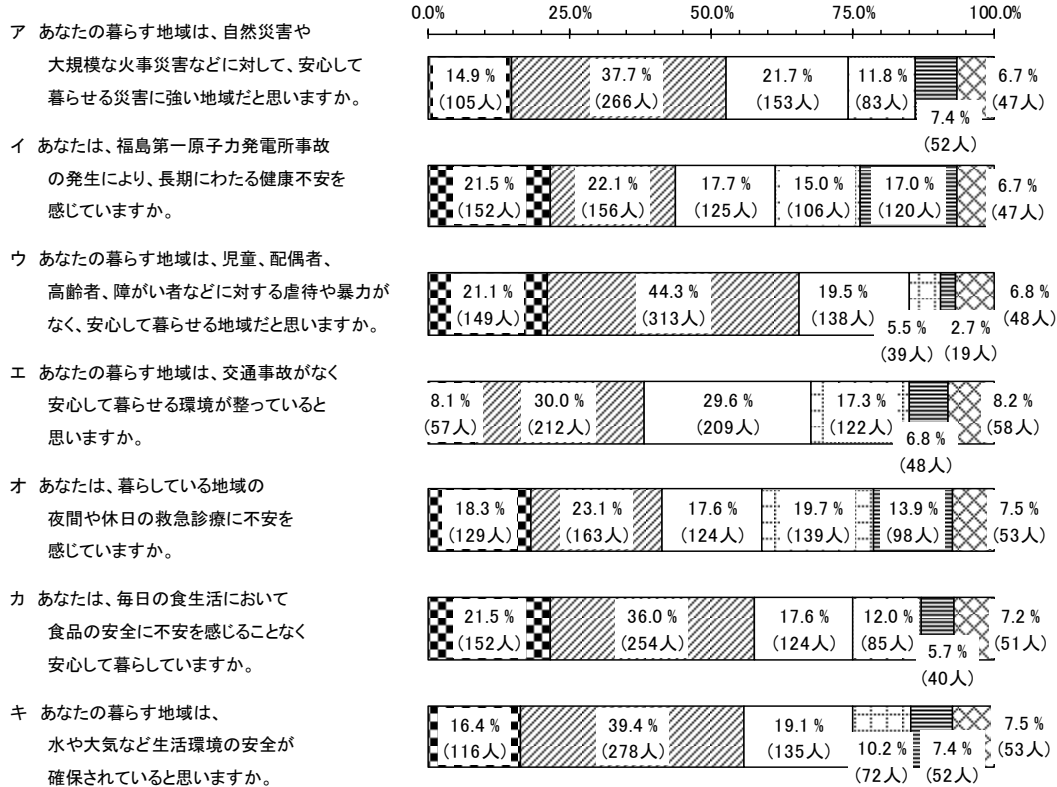 0.0% 25.0% 50.0% 75.0% 100.0%
ア あなたの暮らす地域は、自然災害や
大規模な火事災害などに対して、安心して
暮らせる災害に強い地域だと思いますか。
14.9% 37.7% 21.7% 11.8% 6.7%
(105人) (266人) (153人) (83人) (47人)
7.4%
(52人)
イ あなたは、福島第一原子力発電所事故
の発生により、長期にわたる健康不安を
感じていますか。
21.5% 22.1% 17.7% 15.0% 17.0% 6.7%
(152人) (156人) (125人) (106人) (120人) (47人)
ウ あなたの暮らす地域は、児童、配偶者、
高齢者、障がい者などに対する虐待や暴力が
なく、安心して暮らせる地域だと思いますか。
21.1% 44.3% 19.5% 6.8%
(149人) (313人) (138人) (48人)
5.5% 2.7%
(39人) (19人)
エ あなたの暮らす地域は、交通事故がなく
安心して暮らせる環境が整っていると
思いますか。
8.1% 30.0% 29.6% 17.3% 8.2%
(57人) (212人) (209人) (122人) (58人)
6.8%
(48人)
オ あなたは、暮らしている地域の
夜間や休日の救急診療に不安を
感じていますか。
18.3% 23.1% 17.6% 19.7% 13.9% 7.5%
(129人) (163人) (124人) (139人) (98人) (53人)
カ あなたは、毎日の食生活において
食品の安全に不安を感じることなく
安心して暮らしていますか。
21.5% 36.0% 17.6% 12.0% 7.2%
(152人) (254人) (124人) (85人) (51人)
5.7%
(40人)
キ あなたの暮らす地域は、
水や大気など生活環境の安全が
確保されていると思いますか。
16.4% 39.4% 19.1% 7.5%
(116人) (278人) (135人) (53人)
10.2% 7.4%
(72人) (52人)